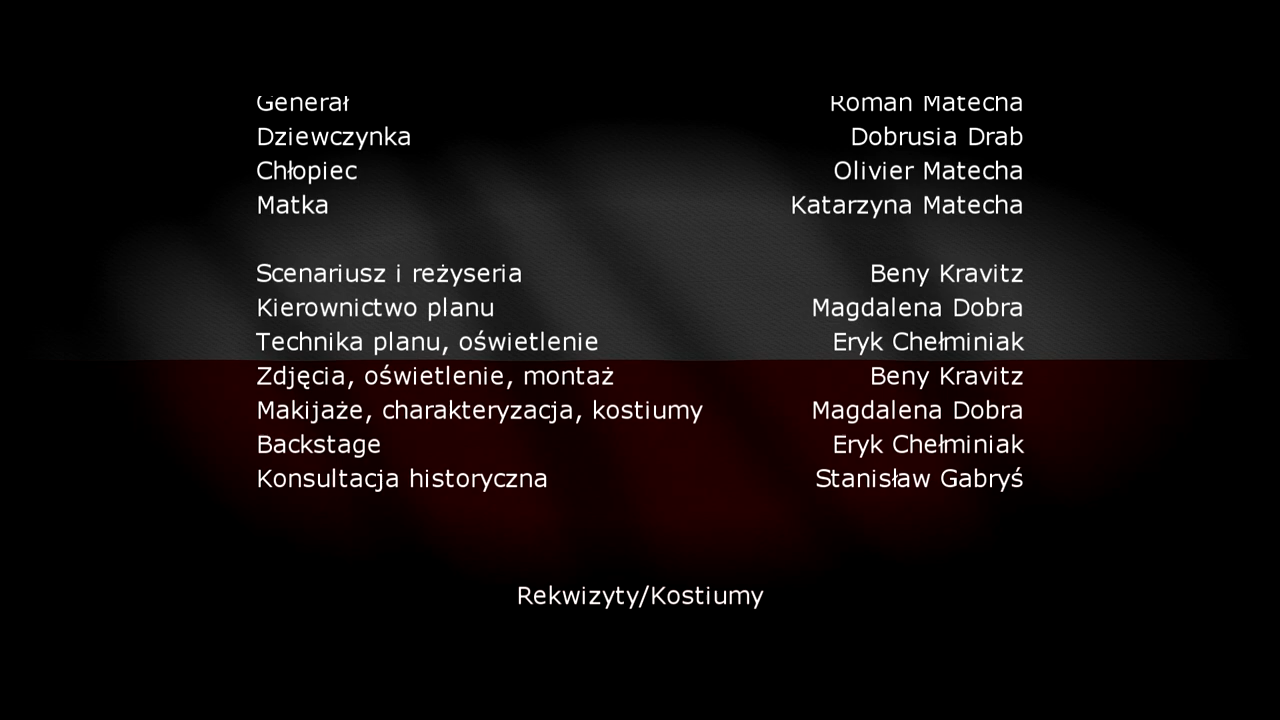 Generał Roman Matecha
Dziewczynka Dobrusia Drab
Chłopiec Olivier Matecha
Matka Katarzyna Matecha
Scenariusz i reżyseria Beny Kravitz
Kierownictwo planu Magdalena Dobra
Technika planu, oświetlenie Eryk Chełminiak
Zdjęcia, oświetlenie, montaż Beny Kravitz
Makijaże, charakteryzacja, kostiumy Magdalena Dobra
Backstage Eryk Chełminiak
Konsultacja historyczna Stanisław Gabryś
Rekwizyty/Kostiumy